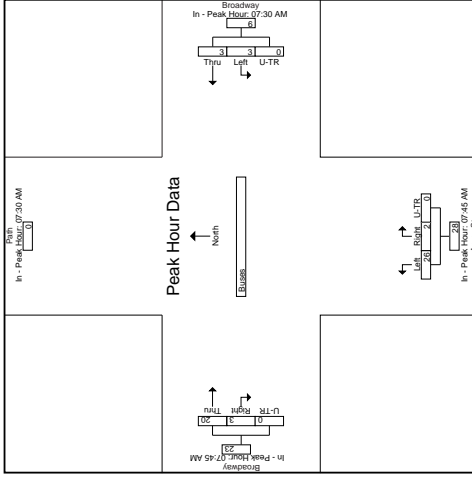 Broadway
In - Peak Hour: 07:30 AM
6
3 3 0
Thru Left U-TR
Path
In - Peak Hour: 07:30 AM
0
Peak Hour Data
North
Buses
Left Right U-TR
26 2 0
28
In - Peak Hour: 07:45 AM
Thru Right U-TR
20 3 0
23
In - Peak Hour: 07:45 AM
Broadway